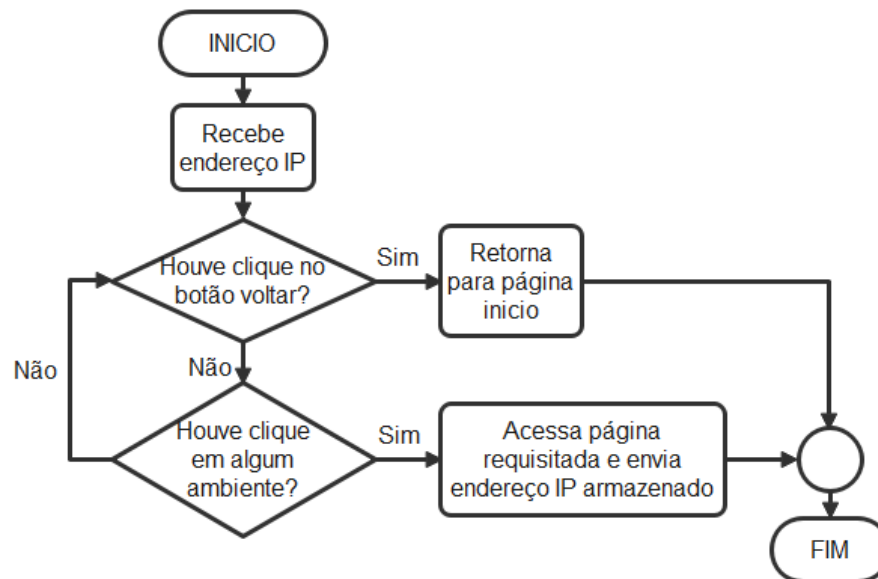 INICIO
Recebe
endereço IP
Houve clique no
botão voltar?
Sim
Retorna
para página
inicio
Não
Não
Houve clique
em algum
ambiente?
Sim
Acessa página
requisitada e envia
endereço IP armazenado
FIM